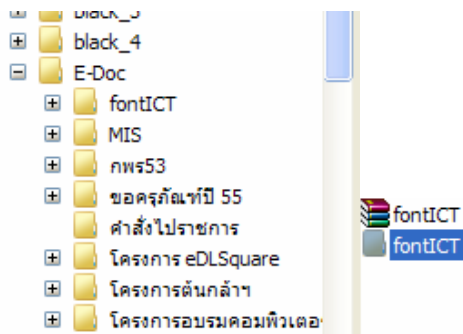 black_3
black_4
E-Doc
fontICT
MIS
กพร53
ขอครุภัณฑ์ปี 55
คำสั่งไปราชการ
โครงการ eDLSquare
โครงการต้นกล้าฯ
โครงการอบรมคอมพิวเตอ
fontICT
fontICT